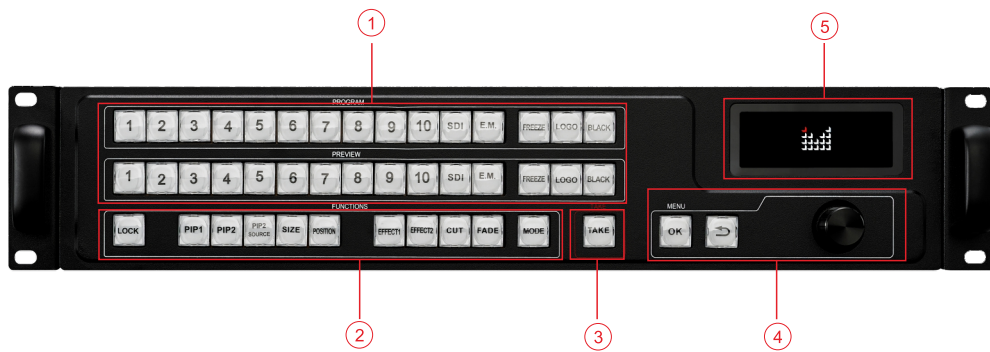 1
5
PROGRAM
1 2 3 4 5 6 7 8 9 10 SDI E.M. FREEZE LOGO BLACK
PREVIEW
1 2 3 4 5 6 7 8 9 10 SDI E.M. FREEZE LOGO BLACK
FUNCTIONS
LOCK PIP1 PIP2 PIP2 SOURCE SIZE POSITION EFFECT1 EFFECT2 CUT FADE MODE
TAKE
TAKE
MENU
OK
2
3
4